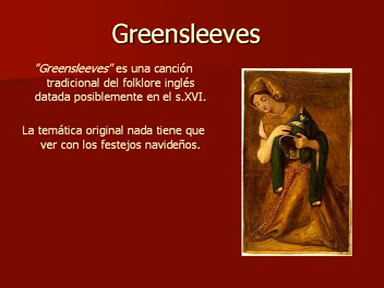 Greensleeves
"Greensleeves" es una canción
tradicional del folklore inglés
datada posiblemente en el s.XVI.
La temática original nada tiene que
ver con los festejos navideños.